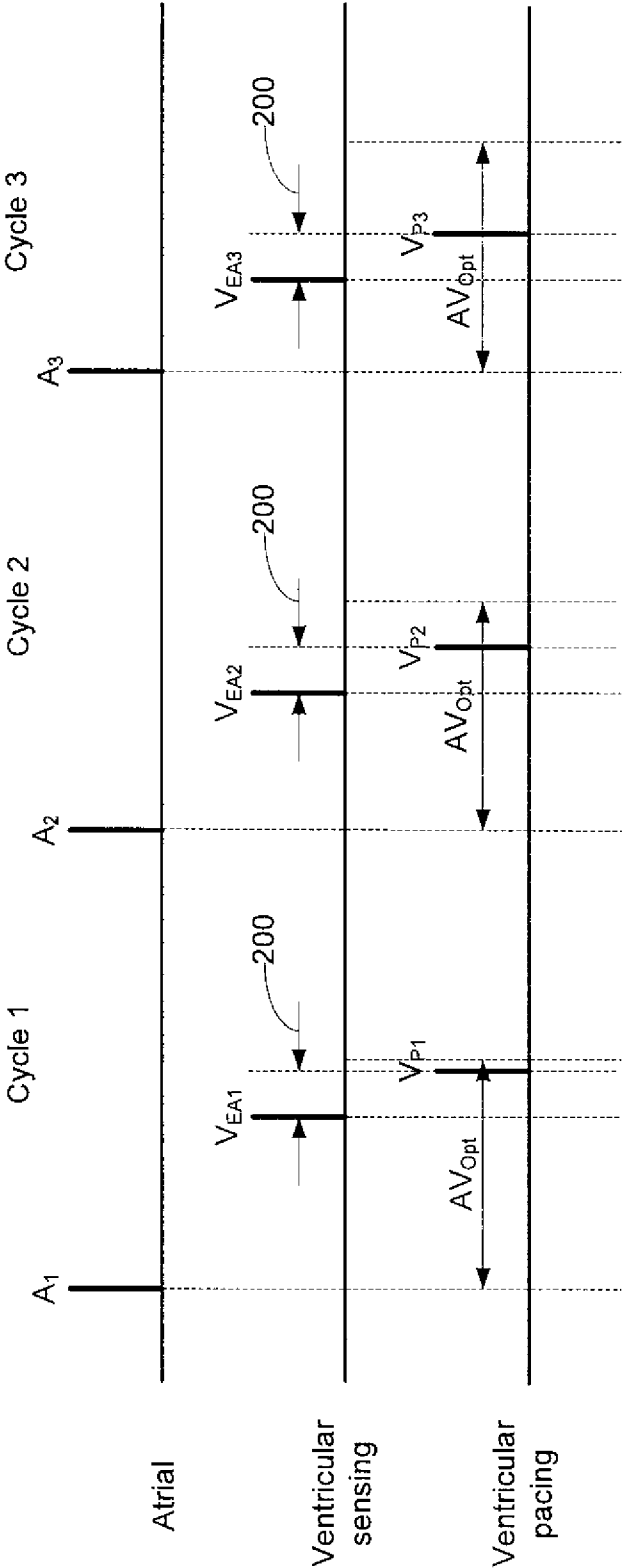 Cycle 1
Cycle 2
Cycle 3
Atrial
A1
A2
A3
Ventricular
sensing
VEA1
200
VEA2
200
VEA3
200
Ventricular
pacing
AVOpt
VP1
AVOpt
VP2
AVOpt
VP3